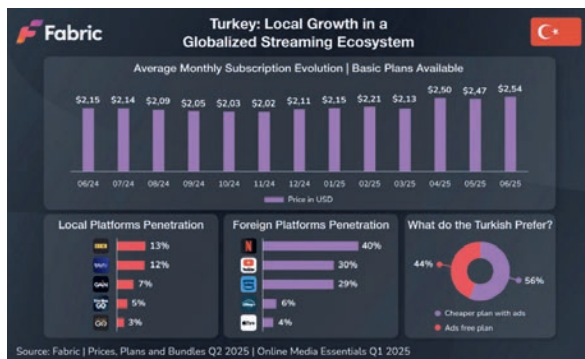 Fabric
Turkey: Local Growth in a
Globalized Streaming Ecosystem
Average Monthly Subscription Evolution | Basic Plans Available
$2,15 $2,14 $2,09 $2,05 $2,03 $2,02 $2,11 $2,15 $2,21 $2,13 $2,50 $2,47 $2,54
06/24 07/24 08/24 09/24 10/24 11/24 12/24 01/25 02/25 03/25 04/25 05/25 06/25
Price in USD
Local Platforms Penetration
13%
12%
GAİN 7%
5%
GO 3%
Foreign Platforms Penetration
N 40%
30%
29%
6%
4%
What do the Turkish Prefer?
44%
56%
Cheaper plan with ads
Ads free plan
Source: Fabric | Prices, Plans and Bundles Q2 2025 | Online Media Essentials Q1 2025